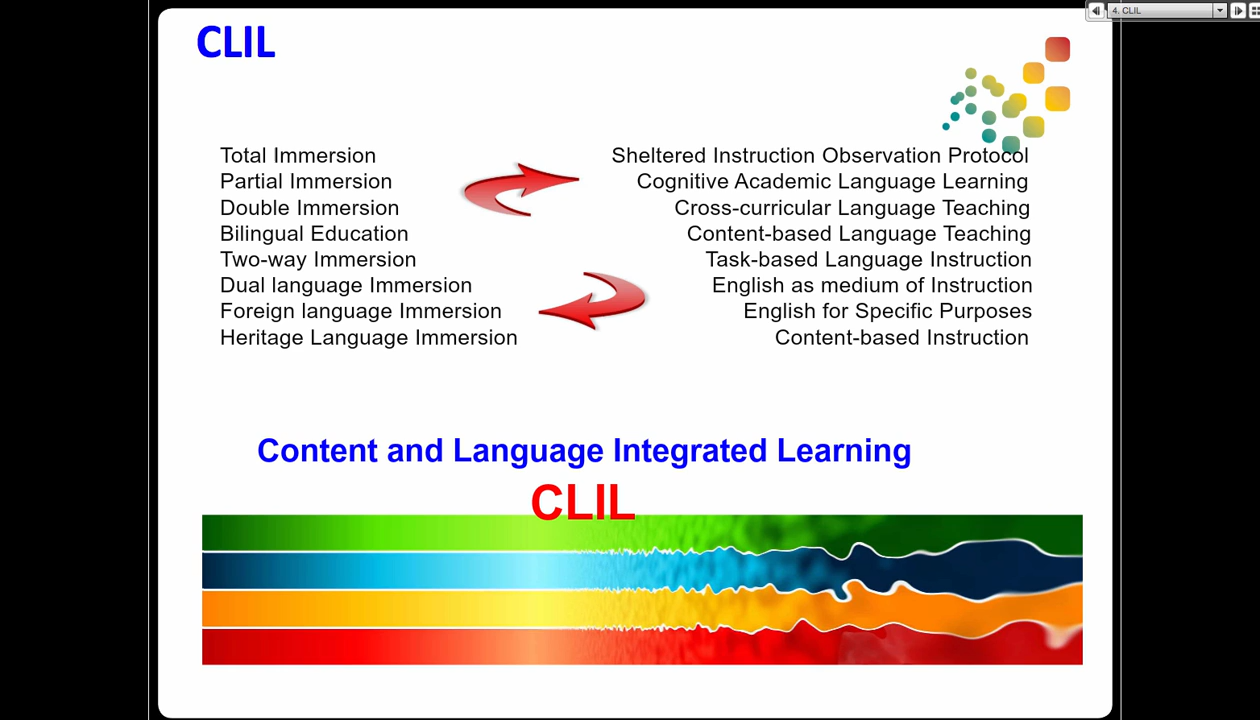 4. CLIL
CLIL
Total Immersion
Partial Immersion
Double Immersion
Bilingual Education
Two-way Immersion
Dual language Immersion
Foreign language Immersion
Heritage Language Immersion
Sheltered Instruction Observation Protocol
Cognitive Academic Language Learning
Cross-curricular Language Teaching
Content-based Language Teaching
Task-based Language Instruction
English as medium of Instruction
English for Specific Purposes
Content-based Instruction
Content and Language Integrated Learning
CLIL